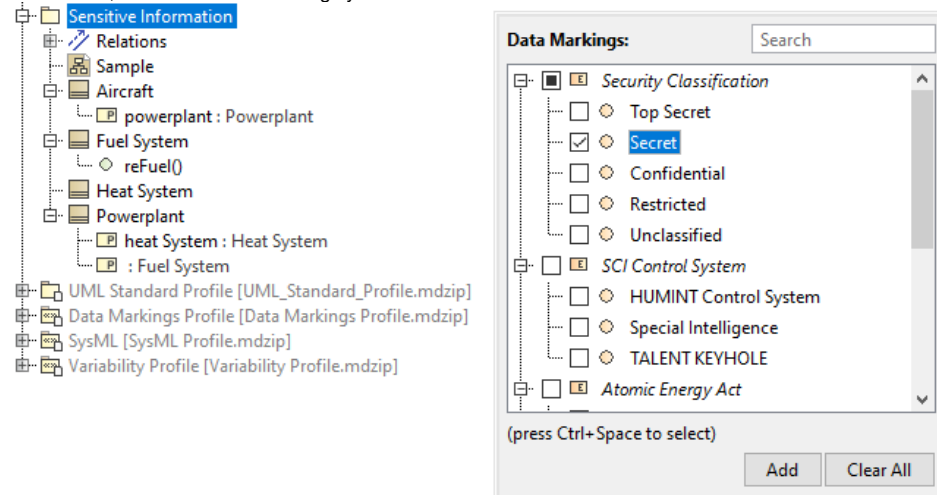 Sensitive Information
Relations
Sample
Aircraft
P powerplant : Powerplant
Fuel System
reFuel()
Heat System
Powerplant
P heat System : Heat System
P : Fuel System
UML Standard Profile [UML_Standard_Profile.mdzip]
Data Markings Profile [Data Markings Profile.mdzip]
SysML [SysML Profile.mdzip]
Variability Profile [Variability Profile.mdzip]
Data Markings:
Search
E Security Classification
Top Secret
Secret
Confidential
Restricted
Unclassified
E SCI Control System
HUMINT Control System
Special Intelligence
TALENT KEYHOLE
E Atomic Energy Act
(press Ctrl+Space to select)
Add
Clear All